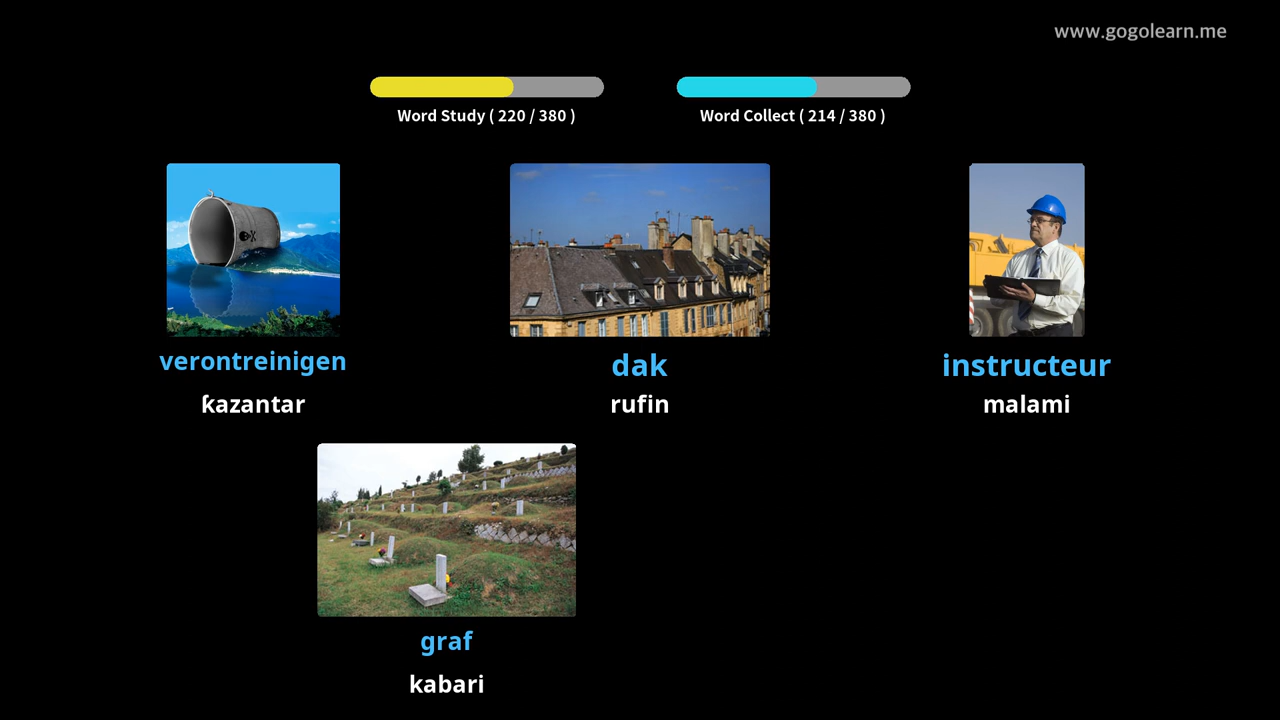 www.gogolearn.me
Word Study ( 220 / 380 )
Word Collect ( 214 / 380 )
verontreinigen
ƙazantar
dak
rufin
instructeur
malami
graf
kabari